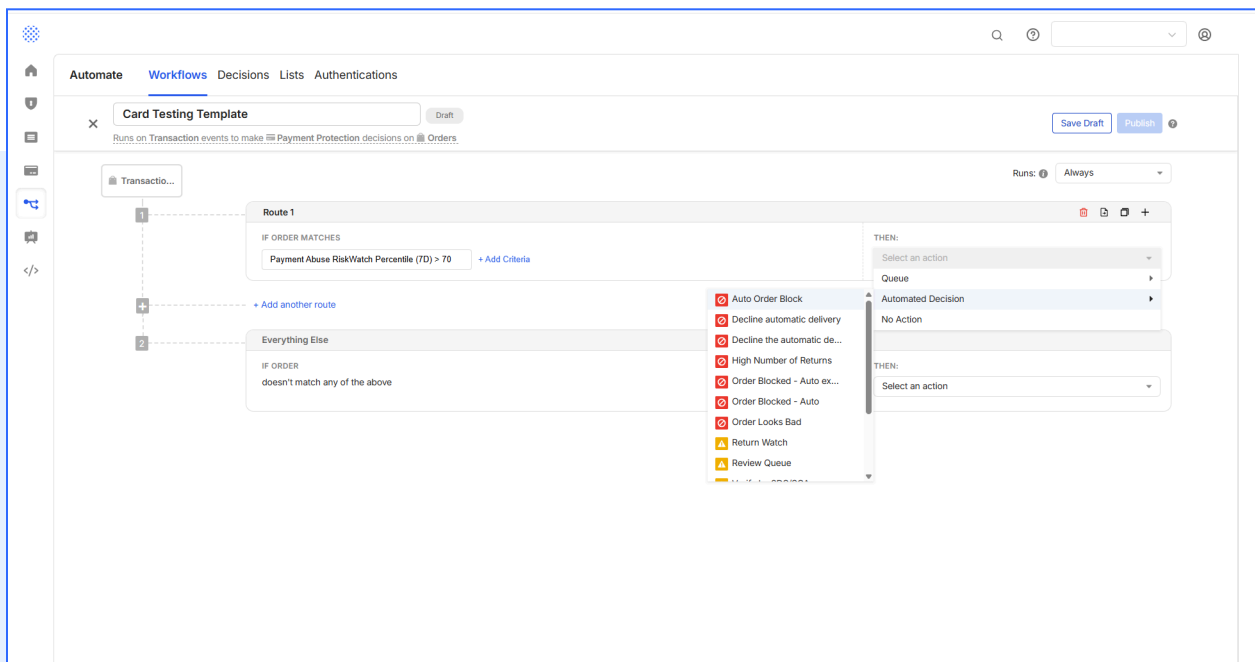 Automate Workflows Decisions Lists Authentications
Card Testing Template Draft
Runs on Transaction events to make Payment Protection decisions on Orders
Save Draft Publish
Transactio...
Runs: Always
1 Route 1
IF ORDER MATCHES
Payment Abuse RiskWatch Percentile (7D) > 70 + Add Criteria
THEN:
Select an action
Queue
Automated Decision
No Action
Auto Order Block
Decline automatic delivery
Decline the automatic de...
High Number of Returns
Order Blocked - Auto ex...
Order Blocked - Auto
Order Looks Bad
Return Watch
Review Queue
+ Add another route
2 Everything Else
IF ORDER
doesn't match any of the above
THEN:
Select an action